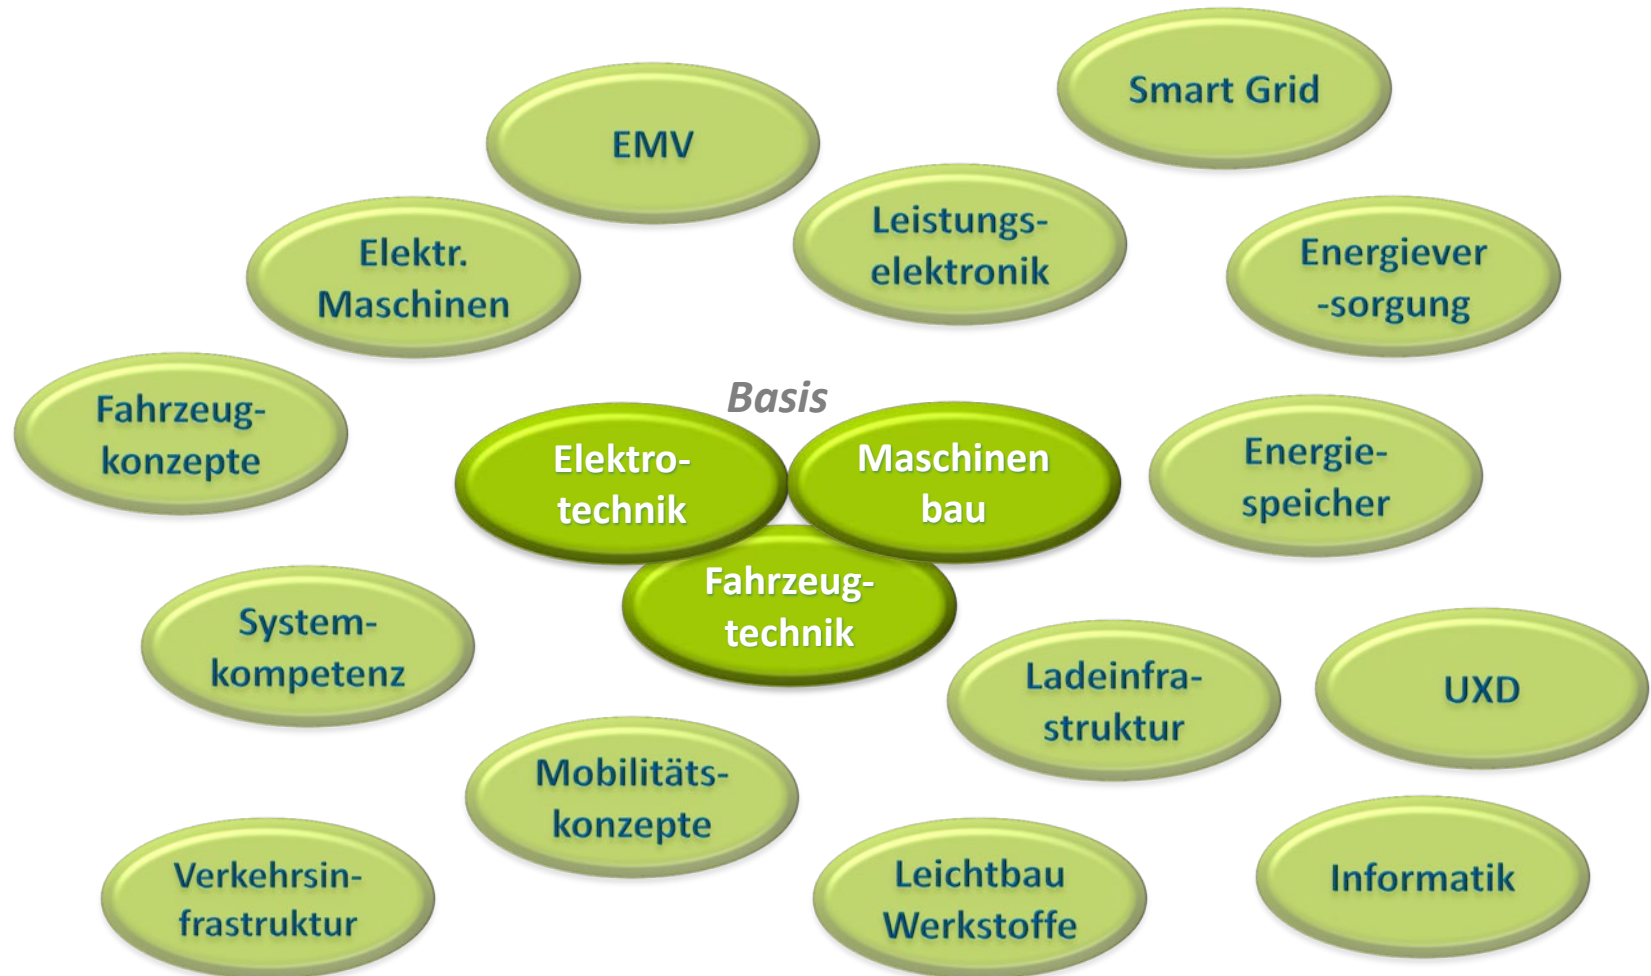 Smart Grid
EMV
Leistungs-
elektronik
Elektr.
Maschinen
Energiever
-sorgung
Fahrzeug-
konzepte
Basis
Elektro-
technik
Maschinen
bau
Energie-
speicher
Fahrzeug-
technik
System-
kompetenz
Ladeinfra-
struktur
UXD
Mobilitäts-
konzepte
Verkehrsin-
frastruktur
Leichtbau
Werkstoffe
Informatik